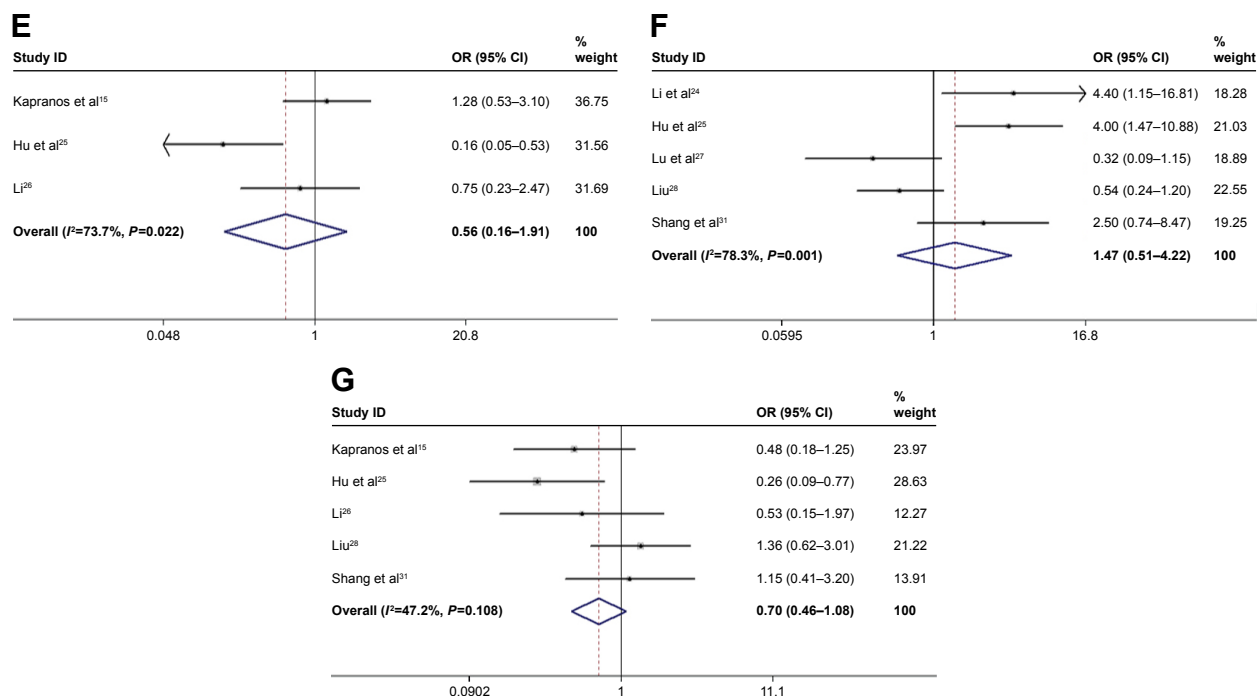 E
Study ID OR (95% CI) % weight
Kapranos et al¹⁵ 1.28 (0.53–3.10) 36.75
Hu et al²⁵ 0.16 (0.05–0.53) 31.56
Li²⁶ 0.75 (0.23–2.47) 31.69
Overall (I²=73.7%, P=0.022) 0.56 (0.16–1.91) 100
0.048 1 20.8
F
Study ID OR (95% CI) % weight
Li et al²⁴ 4.40 (1.15–16.81) 18.28
Hu et al²⁵ 4.00 (1.47–10.88) 21.03
Lu et al²⁷ 0.32 (0.09–1.15) 18.89
Liu²⁸ 0.54 (0.24–1.20) 22.55
Shang et al³¹ 2.50 (0.74–8.47) 19.25
Overall (I²=78.3%, P=0.001) 1.47 (0.51–4.22) 100
0.0595 1 16.8
G
Study ID OR (95% CI) % weight
Kapranos et al¹⁵ 0.48 (0.18–1.25) 23.97
Hu et al²⁵ 0.26 (0.09–0.77) 28.63
Li²⁶ 0.53 (0.15–1.97) 12.27
Liu²⁸ 1.36 (0.62–3.01) 21.22
Shang et al³¹ 1.15 (0.41–3.20) 13.91
Overall (I²=47.2%, P=0.108) 0.70 (0.46–1.08) 100
0.0902 1 11.1